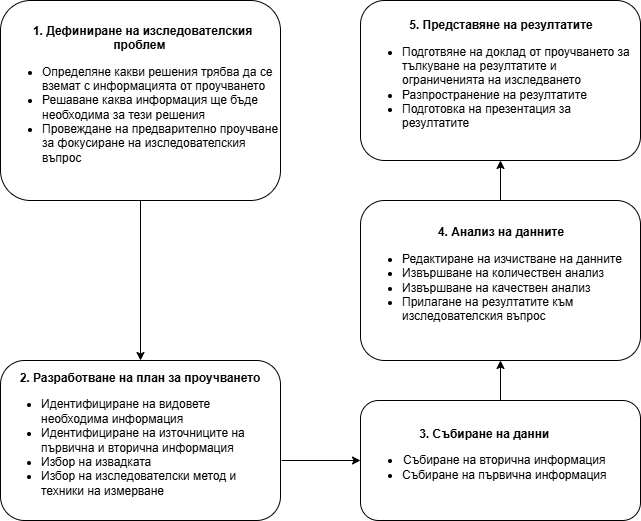 1. Дефиниране на изследователския
проблем
Определяне какви решения трябва да се
вземат с информацията от проучването
Решаване каква информация ще бъде
необходима за тези решения
Провеждане на предварително проучване
за фокусиране на изследователския
въпрос
2. Разработване на план за проучването
Идентифициране на видовете
необходима информация
Идентифициране на източниците на
първична и вторична информация
Избор на извадката
Избор на изследователски метод и
техники на измерване
3. Събиране на данни
Събиране на вторична информация
Събиране на първична информация
4. Анализ на данните
Редактиране на изчистване на данните
Извършване на количествен анализ
Извършване на качествен анализ
Прилагане на резултатите към
изследователския въпрос
5. Представяне на резултатите
Подготвяне на доклад от проучването за
тълкуване на резултатите и
ограниченията на изследването
Разпространение на резултатите
Подготовка на презентация за
резултатите